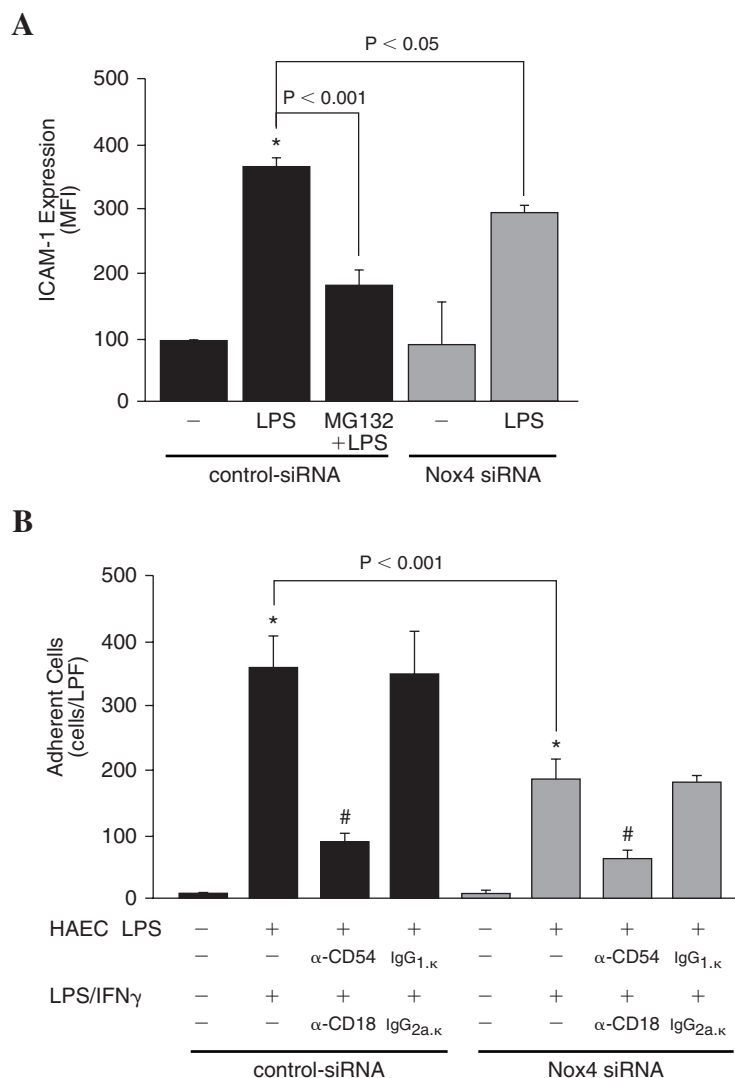 A
P < 0.05
500
P < 0.001
400
*
300
200
100
0
ICAM-1 Expression
(MFI)
− LPS MG132 − LPS
+LPS
control-siRNA Nox4 siRNA
B
P < 0.001
500
400
300
200
100
0
Adherent Cells
(cells/LPF)
* # * #
HAEC LPS − + + + − + + +
− − α-CD54 IgG1.κ − − α-CD54 IgG1.κ
LPS/IFNγ − + + + − + + +
− − α-CD18 IgG2a.κ − − α-CD18 IgG2a.κ
control-siRNA Nox4 siRNA